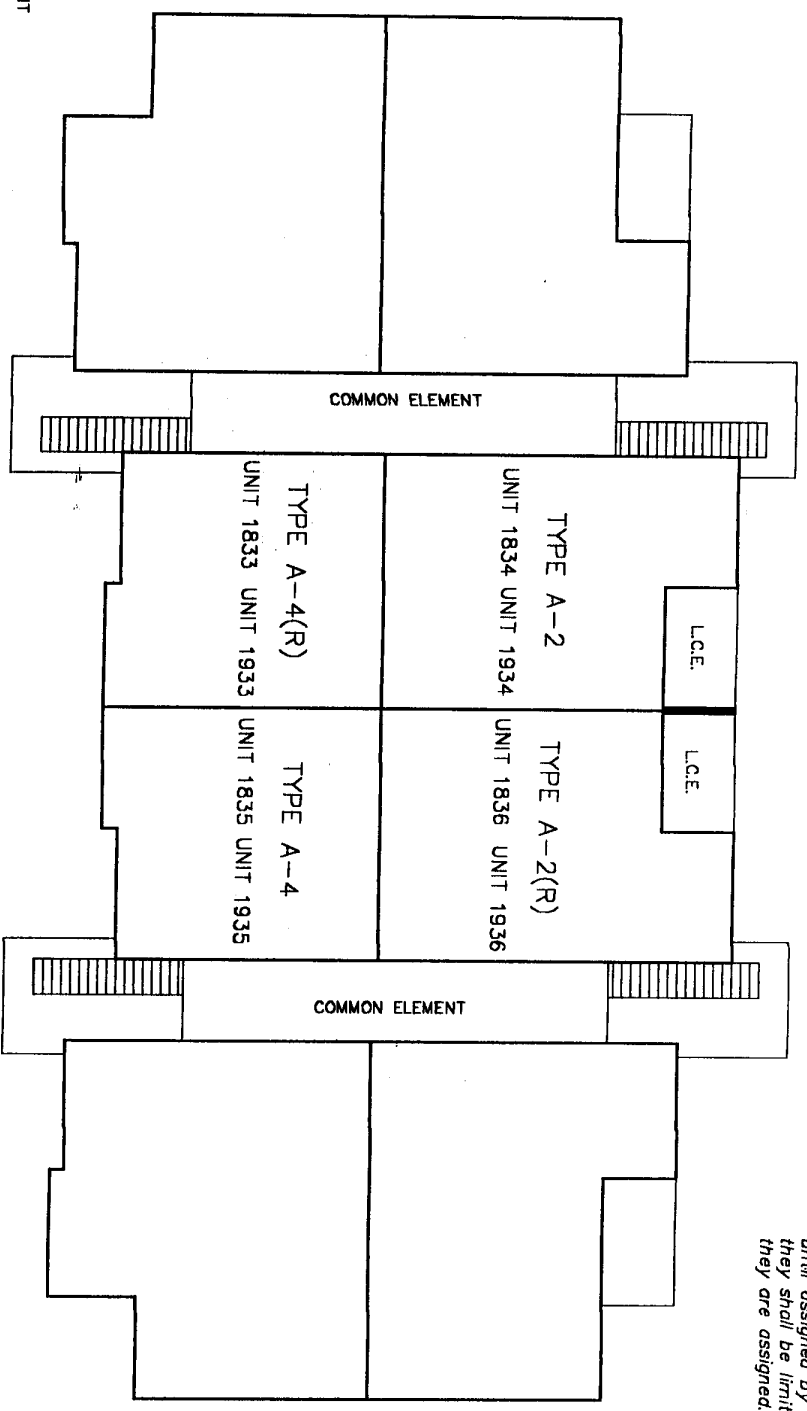 they shall be limit
they are assigned.
COMMON ELEMENT
TYPE A-2
UNIT 1834 UNIT 1934
L.C.E.
TYPE A-4(R)
UNIT 1833 UNIT 1933
L.C.E.
TYPE A-2(R)
UNIT 1836 UNIT 1936
TYPE A-4
UNIT 1835 UNIT 1935
COMMON ELEMENT